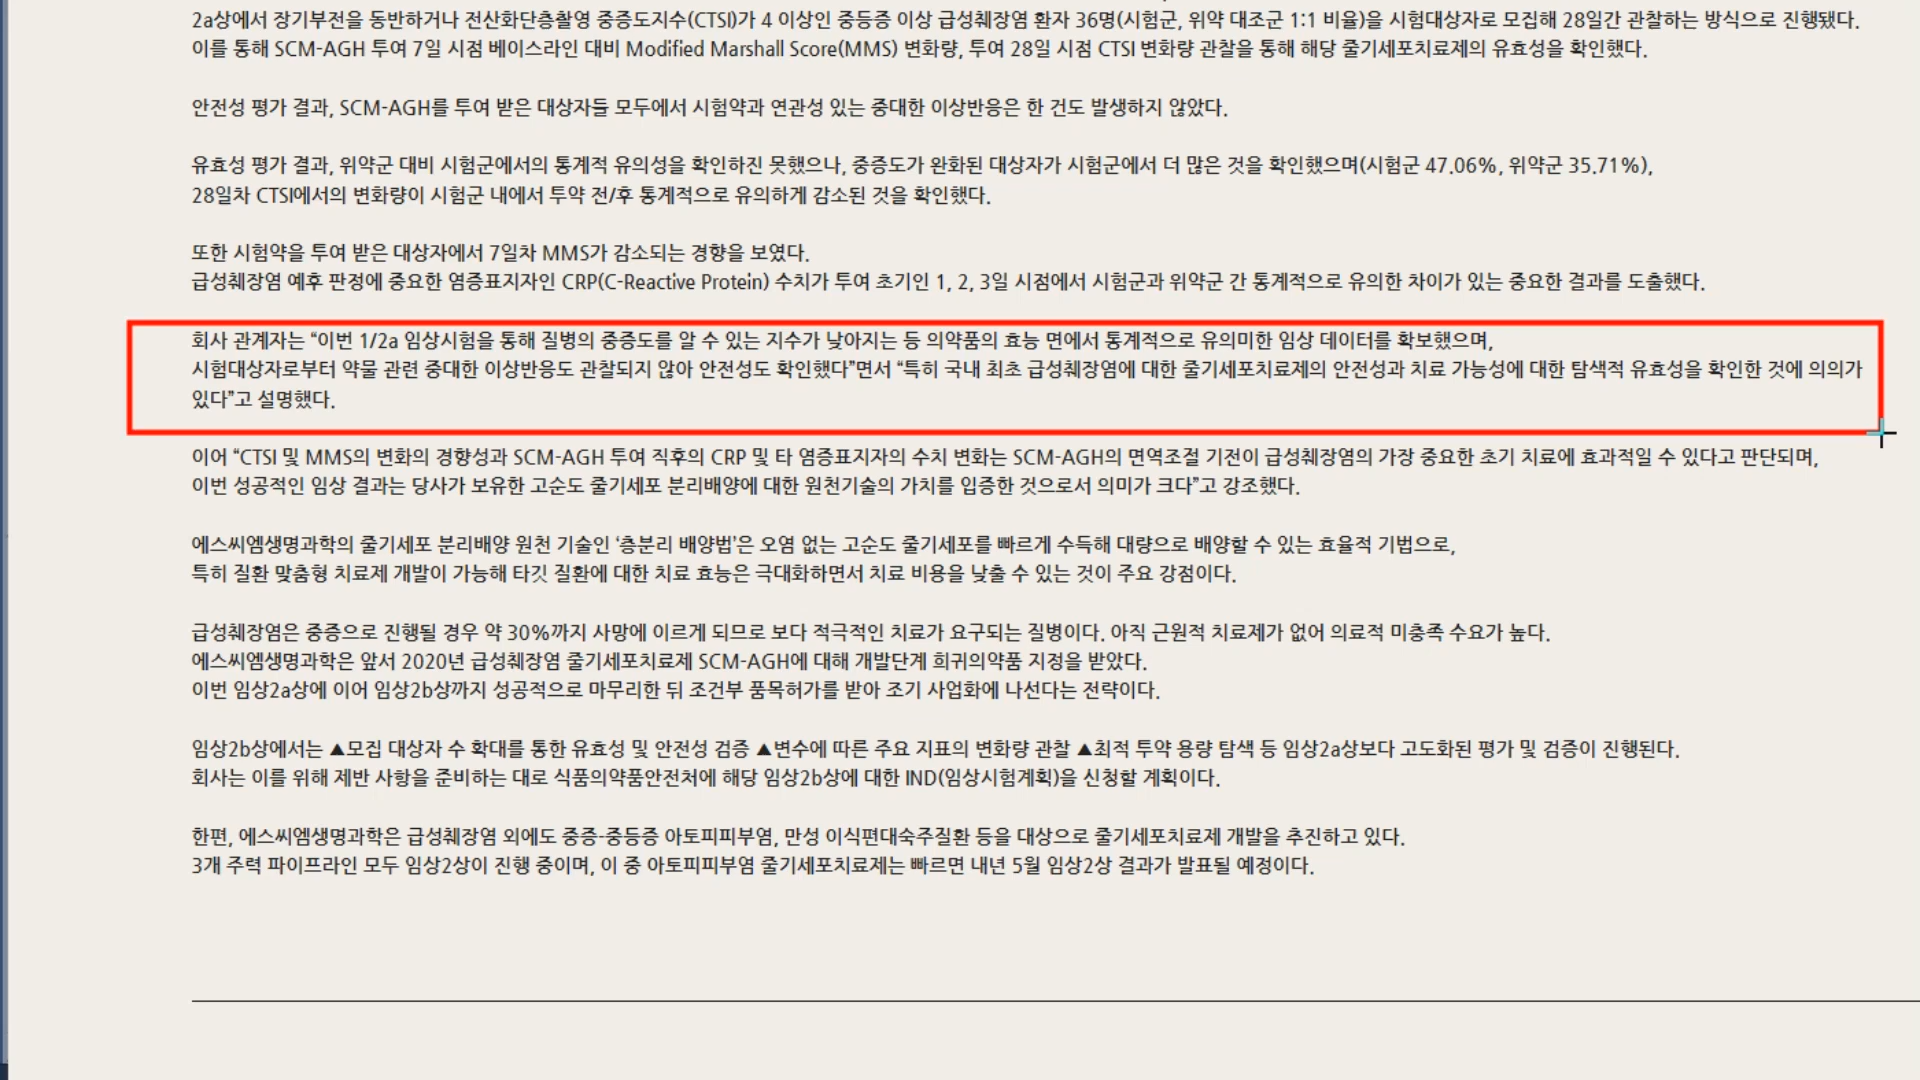 2a상에서 장기부전을 동반하거나 전산화단층촬영 중증도지수(CTSI)가 4 이상인 중등증 이상 급성췌장염 환자 36명(시험군, 위약 대조군 1:1 비율)을 시험대상자로 모집해 28일간 관찰하는 방식으로 진행됐다.
이를 통해 SCM-AGH 투여 7일 시점 베이스라인 대비 Modified Marshall Score(MMS) 변화량, 투여 28일 시점 CTSI 변화량 관찰을 통해 해당 줄기세포치료제의 유효성을 확인했다.
안전성 평가 결과, SCM-AGH를 투여 받은 대상자들 모두에서 시험약과 연관성 있는 중대한 이상반응은 한 건도 발생하지 않았다.
유효성 평가 결과, 위약군 대비 시험군에서의 통계적 유의성을 확인하진 못했으나, 중증도가 완화된 대상자가 시험군에서 더 많은 것을 확인했으며(시험군 47.06%, 위약군 35.71%),
28일차 CTSI에서의 변화량이 시험군 내에서 투약 전/후 통계적으로 유의하게 감소된 것을 확인했다.
또한 시험약을 투여 받은 대상자에서 7일차 MMS가 감소되는 경향을 보였다.
급성췌장염 예후 판정에 중요한 염증표지자인 CRP(C-Reactive Protein) 수치가 투여 초기인 1, 2, 3일 시점에서 시험군과 위약군 간 통계적으로 유의한 차이가 있는 중요한 결과를 도출했다.
회사 관계자는 “이번 1/2a 임상시험을 통해 질병의 중증도를 알 수 있는 지수가 낮아지는 등 의약품의 효능 면에서 통계적으로 유의미한 임상 데이터를 확보했으며,
시험대상자로부터 약물 관련 중대한 이상반응도 관찰되지 않아 안전성도 확인했다”면서 “특히 국내 최초 급성췌장염에 대한 줄기세포치료제의 안전성과 치료 가능성에 대한 탐색적 유효성을 확인한 것에 의의가
있다”고 설명했다.
이어 “CTSI 및 MMS의 변화의 경향성과 SCM-AGH 투여 직후의 CRP 및 타 염증표지자의 수치 변화는 SCM-AGH의 면역조절 기전이 급성췌장염의 가장 중요한 초기 치료에 효과적일 수 있다고 판단되며,
이번 성공적인 임상 결과는 당사가 보유한 고순도 줄기세포 분리배양에 대한 원천기술의 가치를 입증한 것으로서 의미가 크다”고 강조했다.
에스씨엠생명과학의 줄기세포 분리배양 원천 기술인 ‘층분리 배양법’은 오염 없는 고순도 줄기세포를 빠르게 수득해 대량으로 배양할 수 있는 효율적 기법으로,
특히 질환 맞춤형 치료제 개발이 가능해 타깃 질환에 대한 치료 효능은 극대화하면서 치료 비용을 낮출 수 있는 것이 주요 강점이다.
급성췌장염은 중증으로 진행될 경우 약 30%까지 사망에 이르게 되므로 보다 적극적인 치료가 요구되는 질병이다. 아직 근원적 치료제가 없어 의료적 미충족 수요가 높다.
에스씨엠생명과학은 앞서 2020년 급성췌장염 줄기세포치료제 SCM-AGH에 대해 개발단계 희귀의약품 지정을 받았다.
이번 임상2a상에 이어 임상2b상까지 성공적으로 마무리한 뒤 조건부 품목허가를 받아 조기 사업화에 나선다는 전략이다.
임상2b상에서는 ▲모집 대상자 수 확대를 통한 유효성 및 안전성 검증 ▲변수에 따른 주요 지표의 변화량 관찰 ▲최적 투약 용량 탐색 등 임상2a상보다 고도화된 평가 및 검증이 진행된다.
회사는 이를 위해 제반 사항을 준비하는 대로 식품의약품안전처에 해당 임상2b상에 대한 IND(임상시험계획)을 신청할 계획이다.
한편, 에스씨엠생명과학은 급성췌장염 외에도 중증-중등증 아토피피부염, 만성 이식편대숙주질환 등을 대상으로 줄기세포치료제 개발을 추진하고 있다.
3개 주력 파이프라인 모두 임상2상이 진행 중이며, 이 중 아토피피부염 줄기세포치료제는 빠르면 내년 5월 임상2상 결과가 발표될 예정이다.